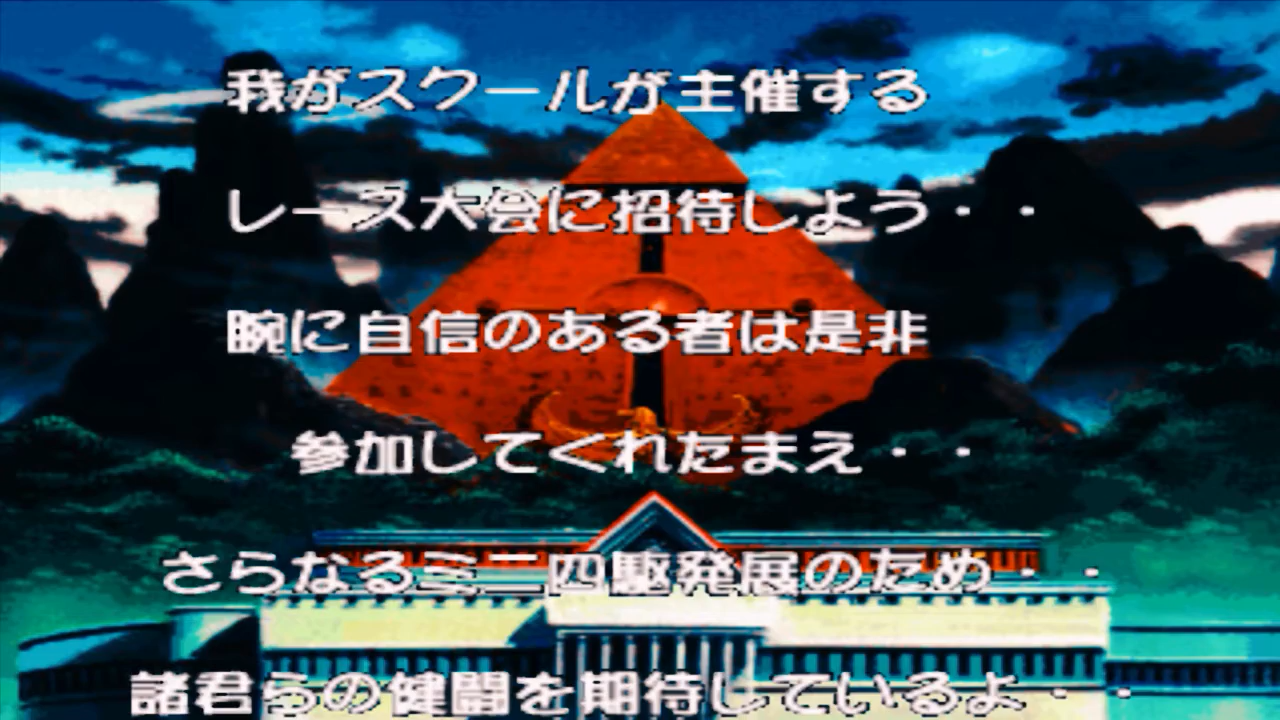 我がスクールが主催する
レース大会に招待しよう・・
腕に自信のある者は是非
参加してくれたまえ・・
さらなるミニ四駆発展のため・・
諸君らの健闘を期待しているよ・・